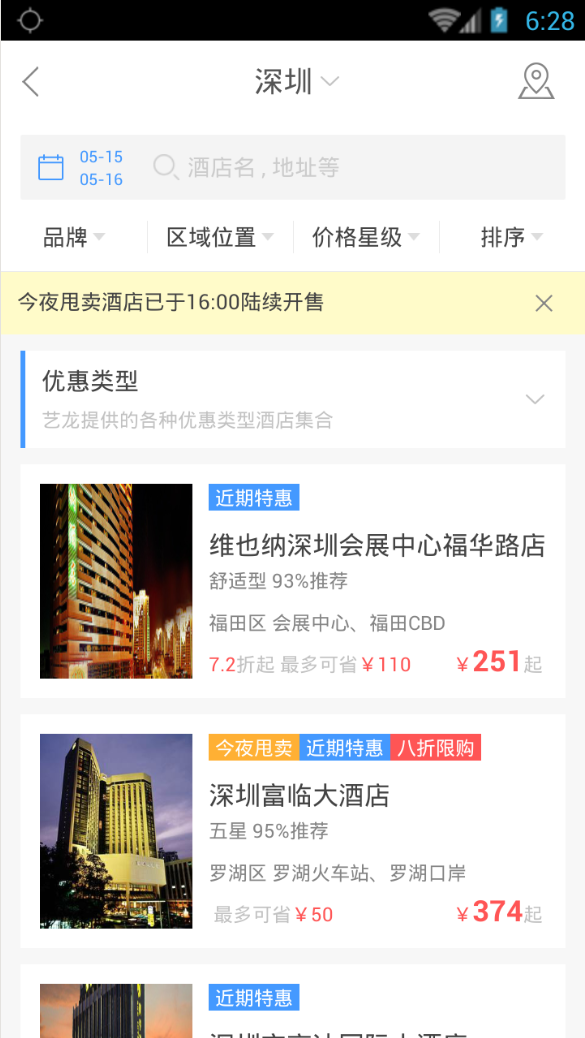 6:28
深圳
05-15
05-16
酒店名 , 地址等
品牌 区域位置 价格星级 排序
今夜甩卖酒店已于16:00陆续开售
优惠类型
艺龙提供的各种优惠类型酒店集合
近期特惠
维也纳深圳会展中心福华路店
舒适型 93%推荐
福田区 会展中心、福田CBD
7.2折起 最多可省￥110 ￥251起
今夜甩卖 近期特惠 八折限购
深圳富临大酒店
五星 95%推荐
罗湖区 罗湖火车站、罗湖口岸
最多可省￥50 ￥374起
近期特惠